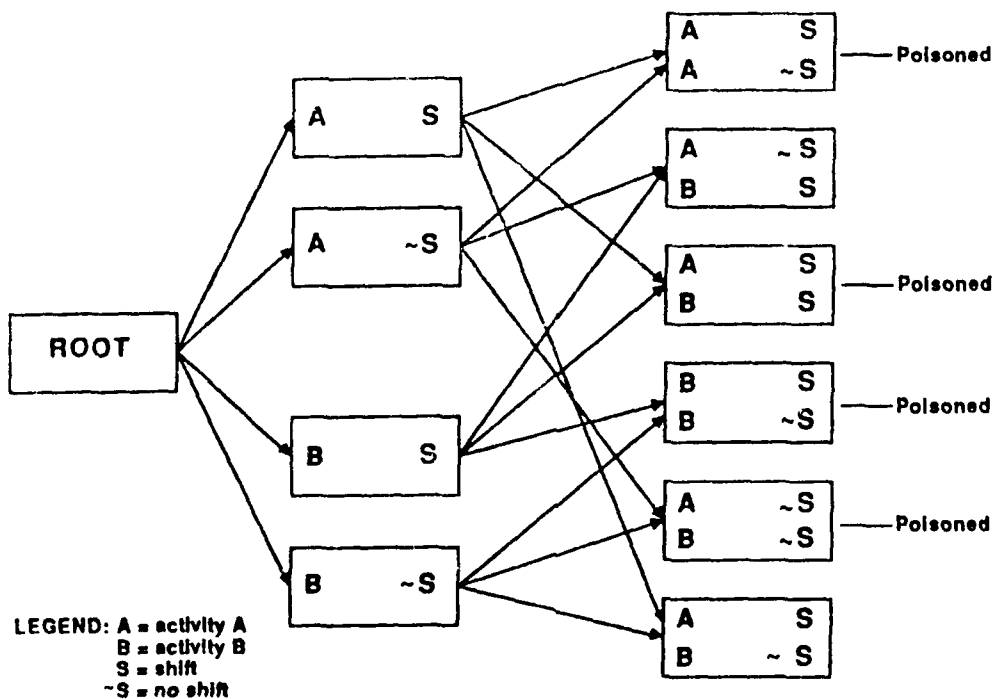 ROOT
A S
A ~S
B S
B ~S
A S
A ~S
Poisoned
A ~S
B S
A S
B S
Poisoned
B S
B ~S
Poisoned
A ~S
B ~S
Poisoned
A S
B ~ S
LEGEND: A = activity A
B = activity B
S = shift
~S = no shift